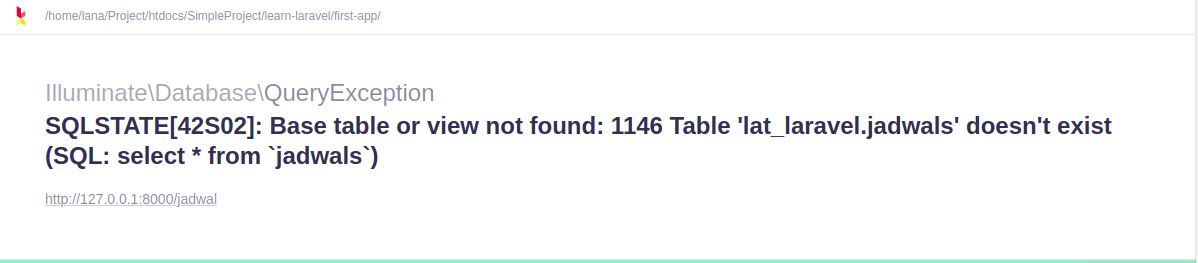 /home/lana/Project/htdocs/SimpleProject/learn-laravel/first-app/
Illuminate\Database\QueryException
SQLSTATE[42S02]: Base table or view not found: 1146 Table 'lat_laravel.jadwals' doesn't exist
(SQL: select * from `jadwals`)
http://127.0.0.1:8000/jadwal